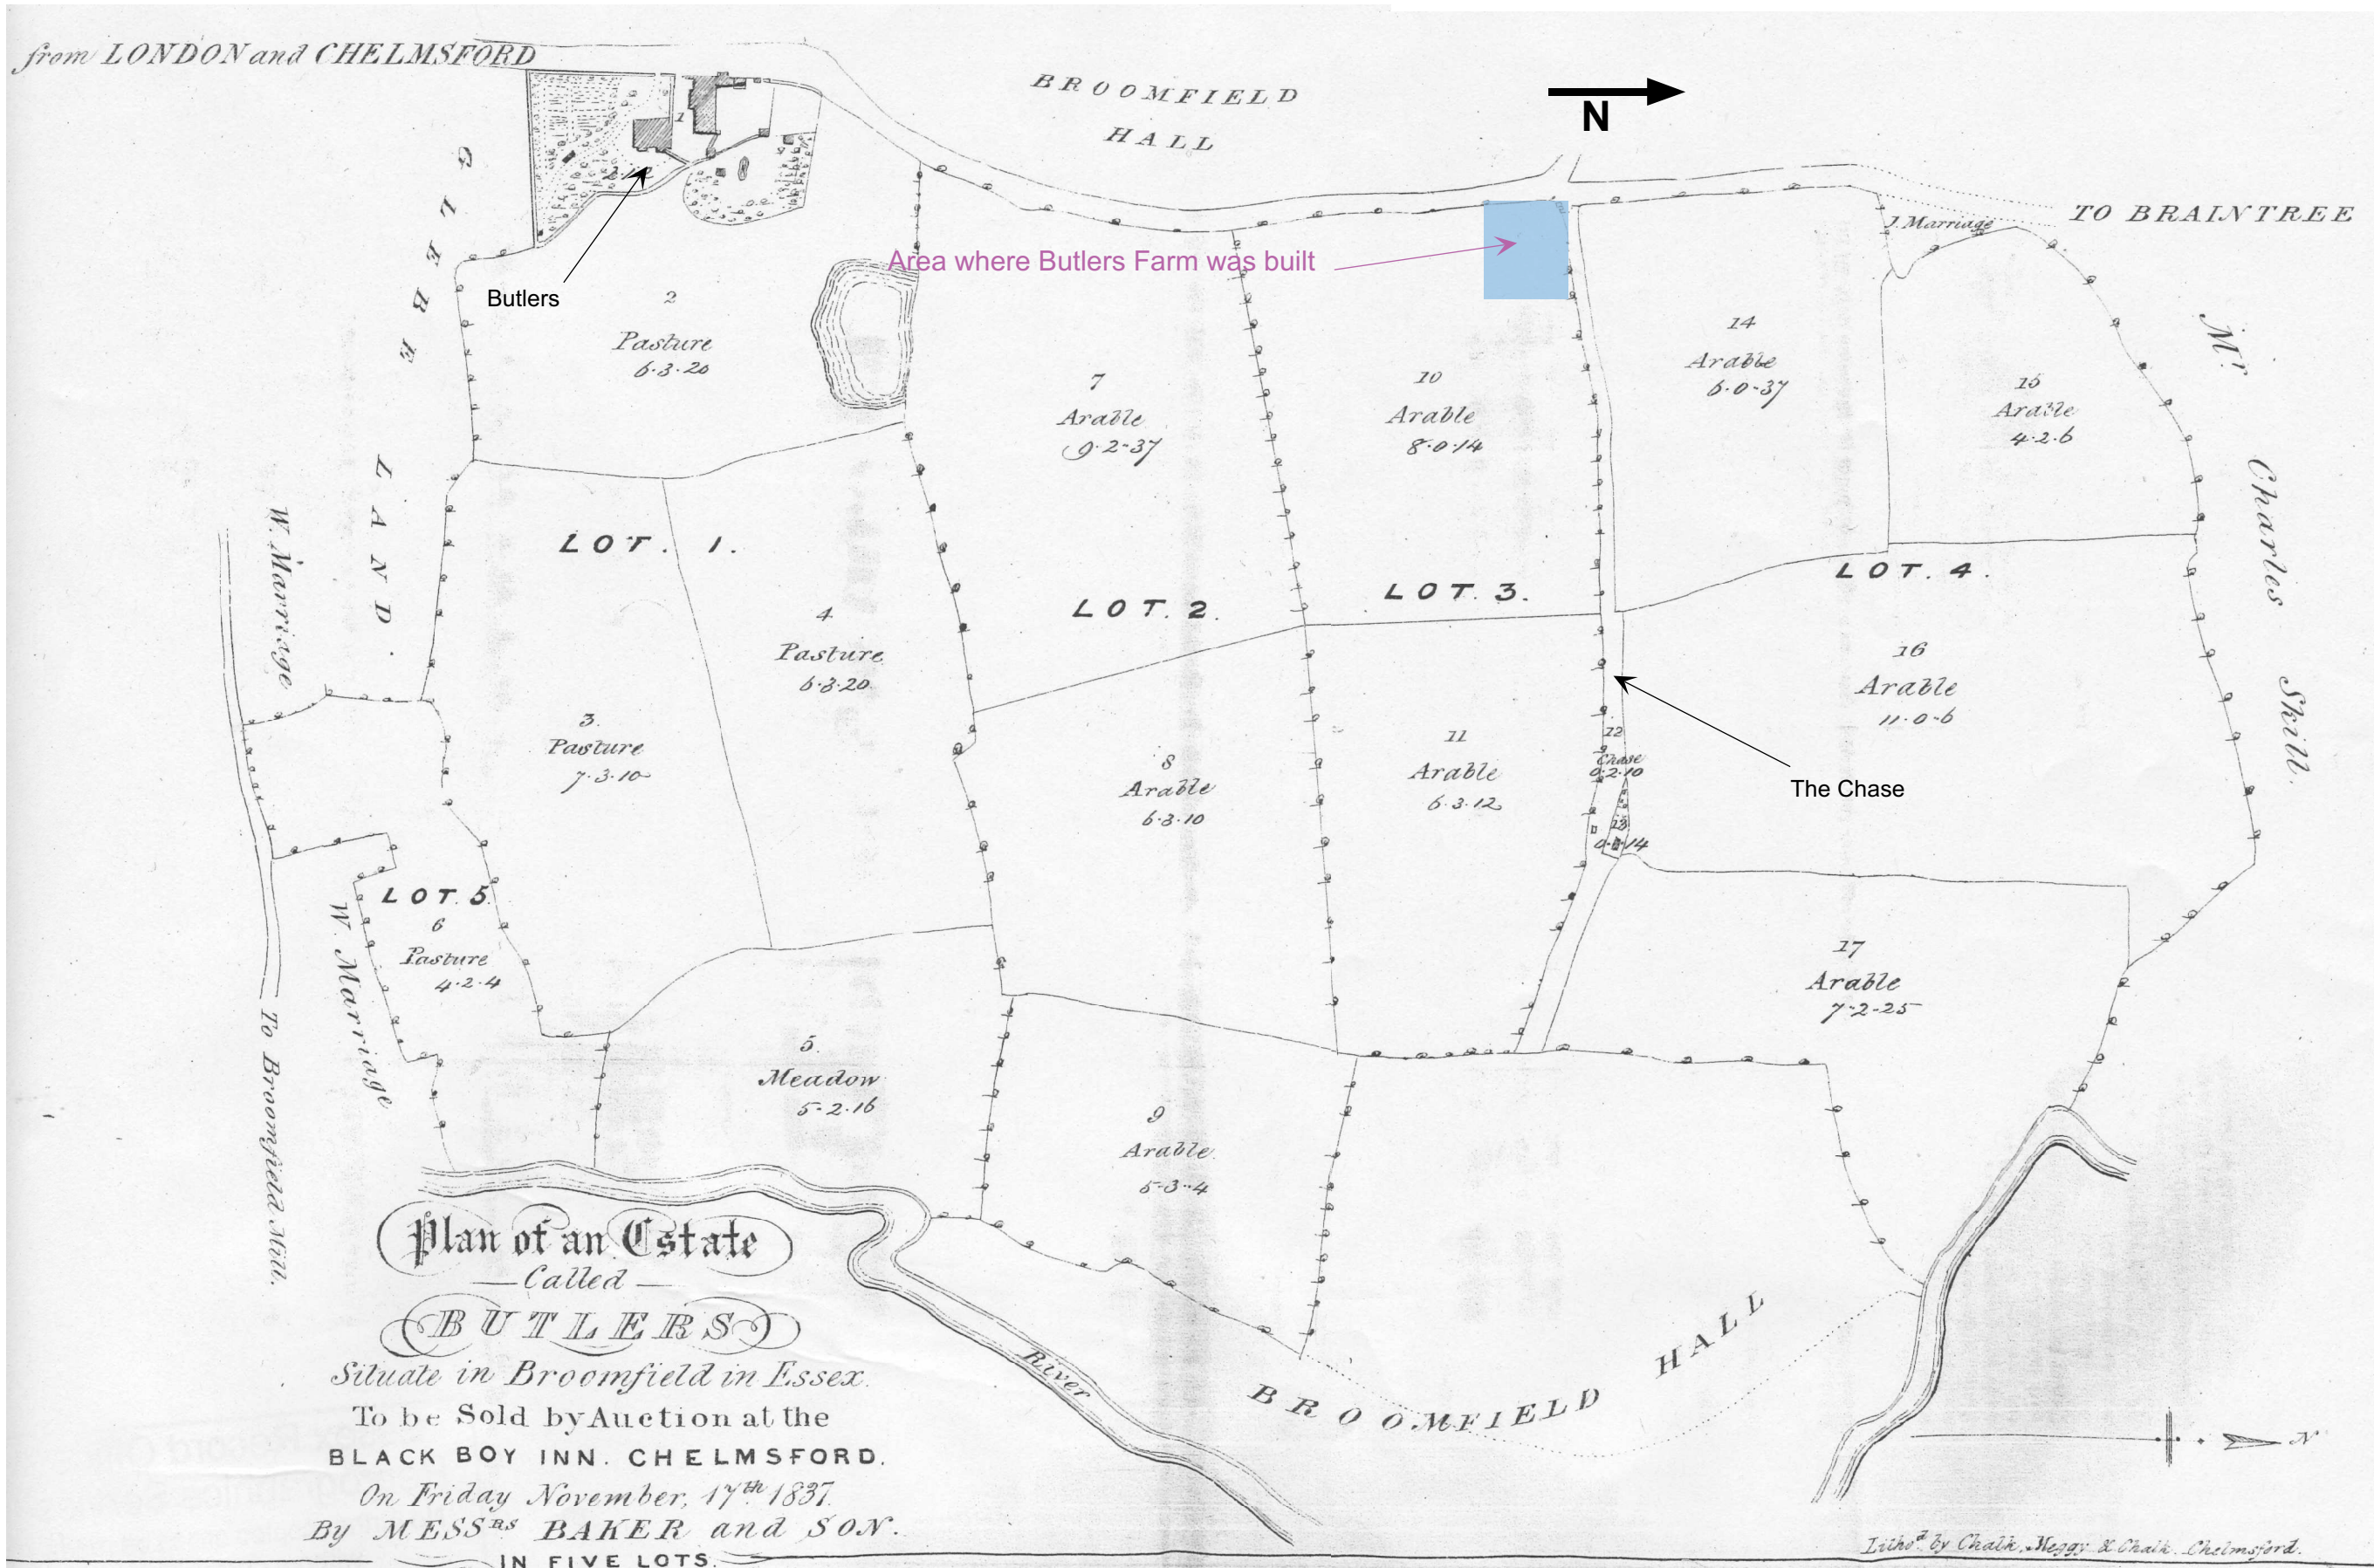 from LONDON and CHELMSFORD
BROOMFIELD
HALL
N
TO BRAINTREE
J. Marriage
GLEBE
LAND.
1
Butlers
Area where Butlers Farm was built
2
Pasture
6.3.20
7
Arable
9.2-37
10
Arable
8.0.14
14
Arable
6.0-37
15
Arable
4.2.6
Mr. Charles Skill.
W. Marriage
LOT. 1.
LOT. 2.
LOT. 3.
LOT. 4.
3.
Pasture
7.3.10
4
Pasture
6.3.20.
8
Arable
6.3.10
11
Arable
6.3.12
12
Chase
0.2.10
13
16
Arable
11.0-6
The Chase
LOT. 5.
6
Pasture
4.2.4
W. Marriage
To Broomfield Mill.
5.
Meadow
5-2.16
9
Arable.
5-3-4
17
Arable
7-2-25
River
BROOMFIELD HALL
N
Plan of an Estate
Called
BUTLERS
Situate in Broomfield in Essex.
To be Sold by Auction at the
BLACK BOY INN. CHELMSFORD.
On Friday November, 17th 1837.
By MESSRS BAKER and SON.
IN FIVE LOTS.
Lithod. by Chalk, Meggy & Chalk. Chelmsford.